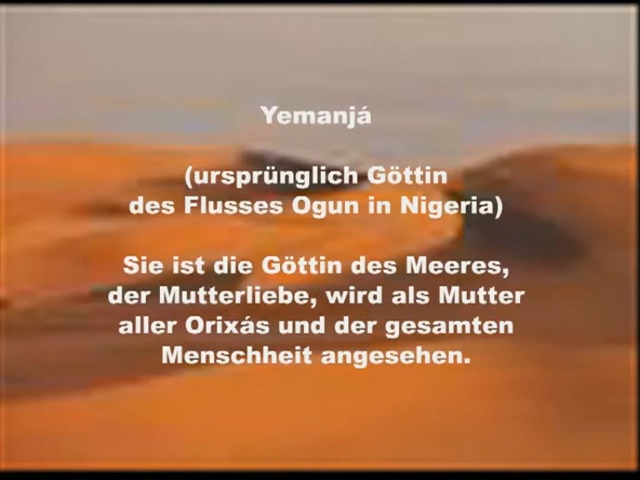 Yemanjá
(ursprünglich Göttin
des Flusses Ogun in Nigeria)
Sie ist die Göttin des Meeres,
der Mutterliebe, wird als Mutter
aller Orixás und der gesamten
Menschheit angesehen.